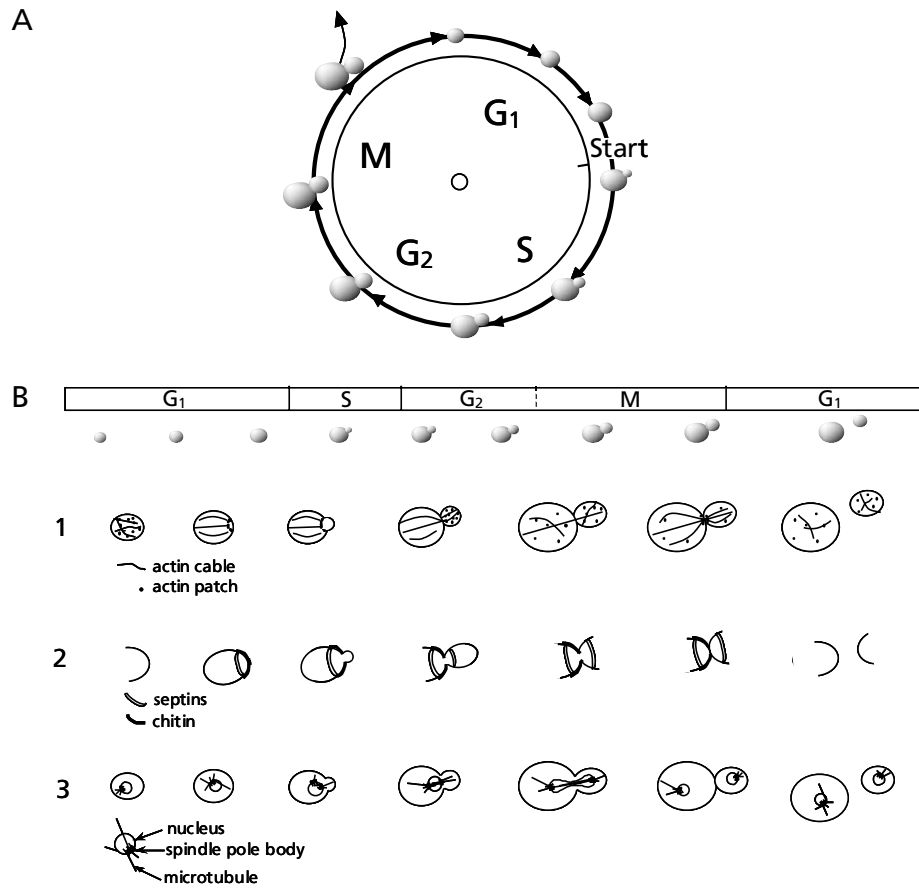 A
G1
Start
M
G2
S
B
G1 S G2 M G1
1
actin cable
actin patch
2
septins
chitin
3
nucleus
spindle pole body
microtubule